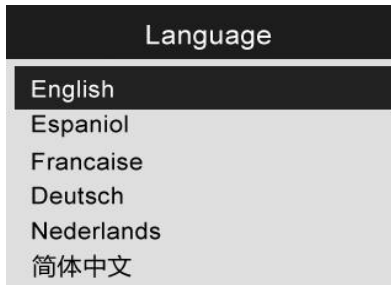 Language
English
Espaniol
Francaise
Deutsch
Nederlands
简体中文